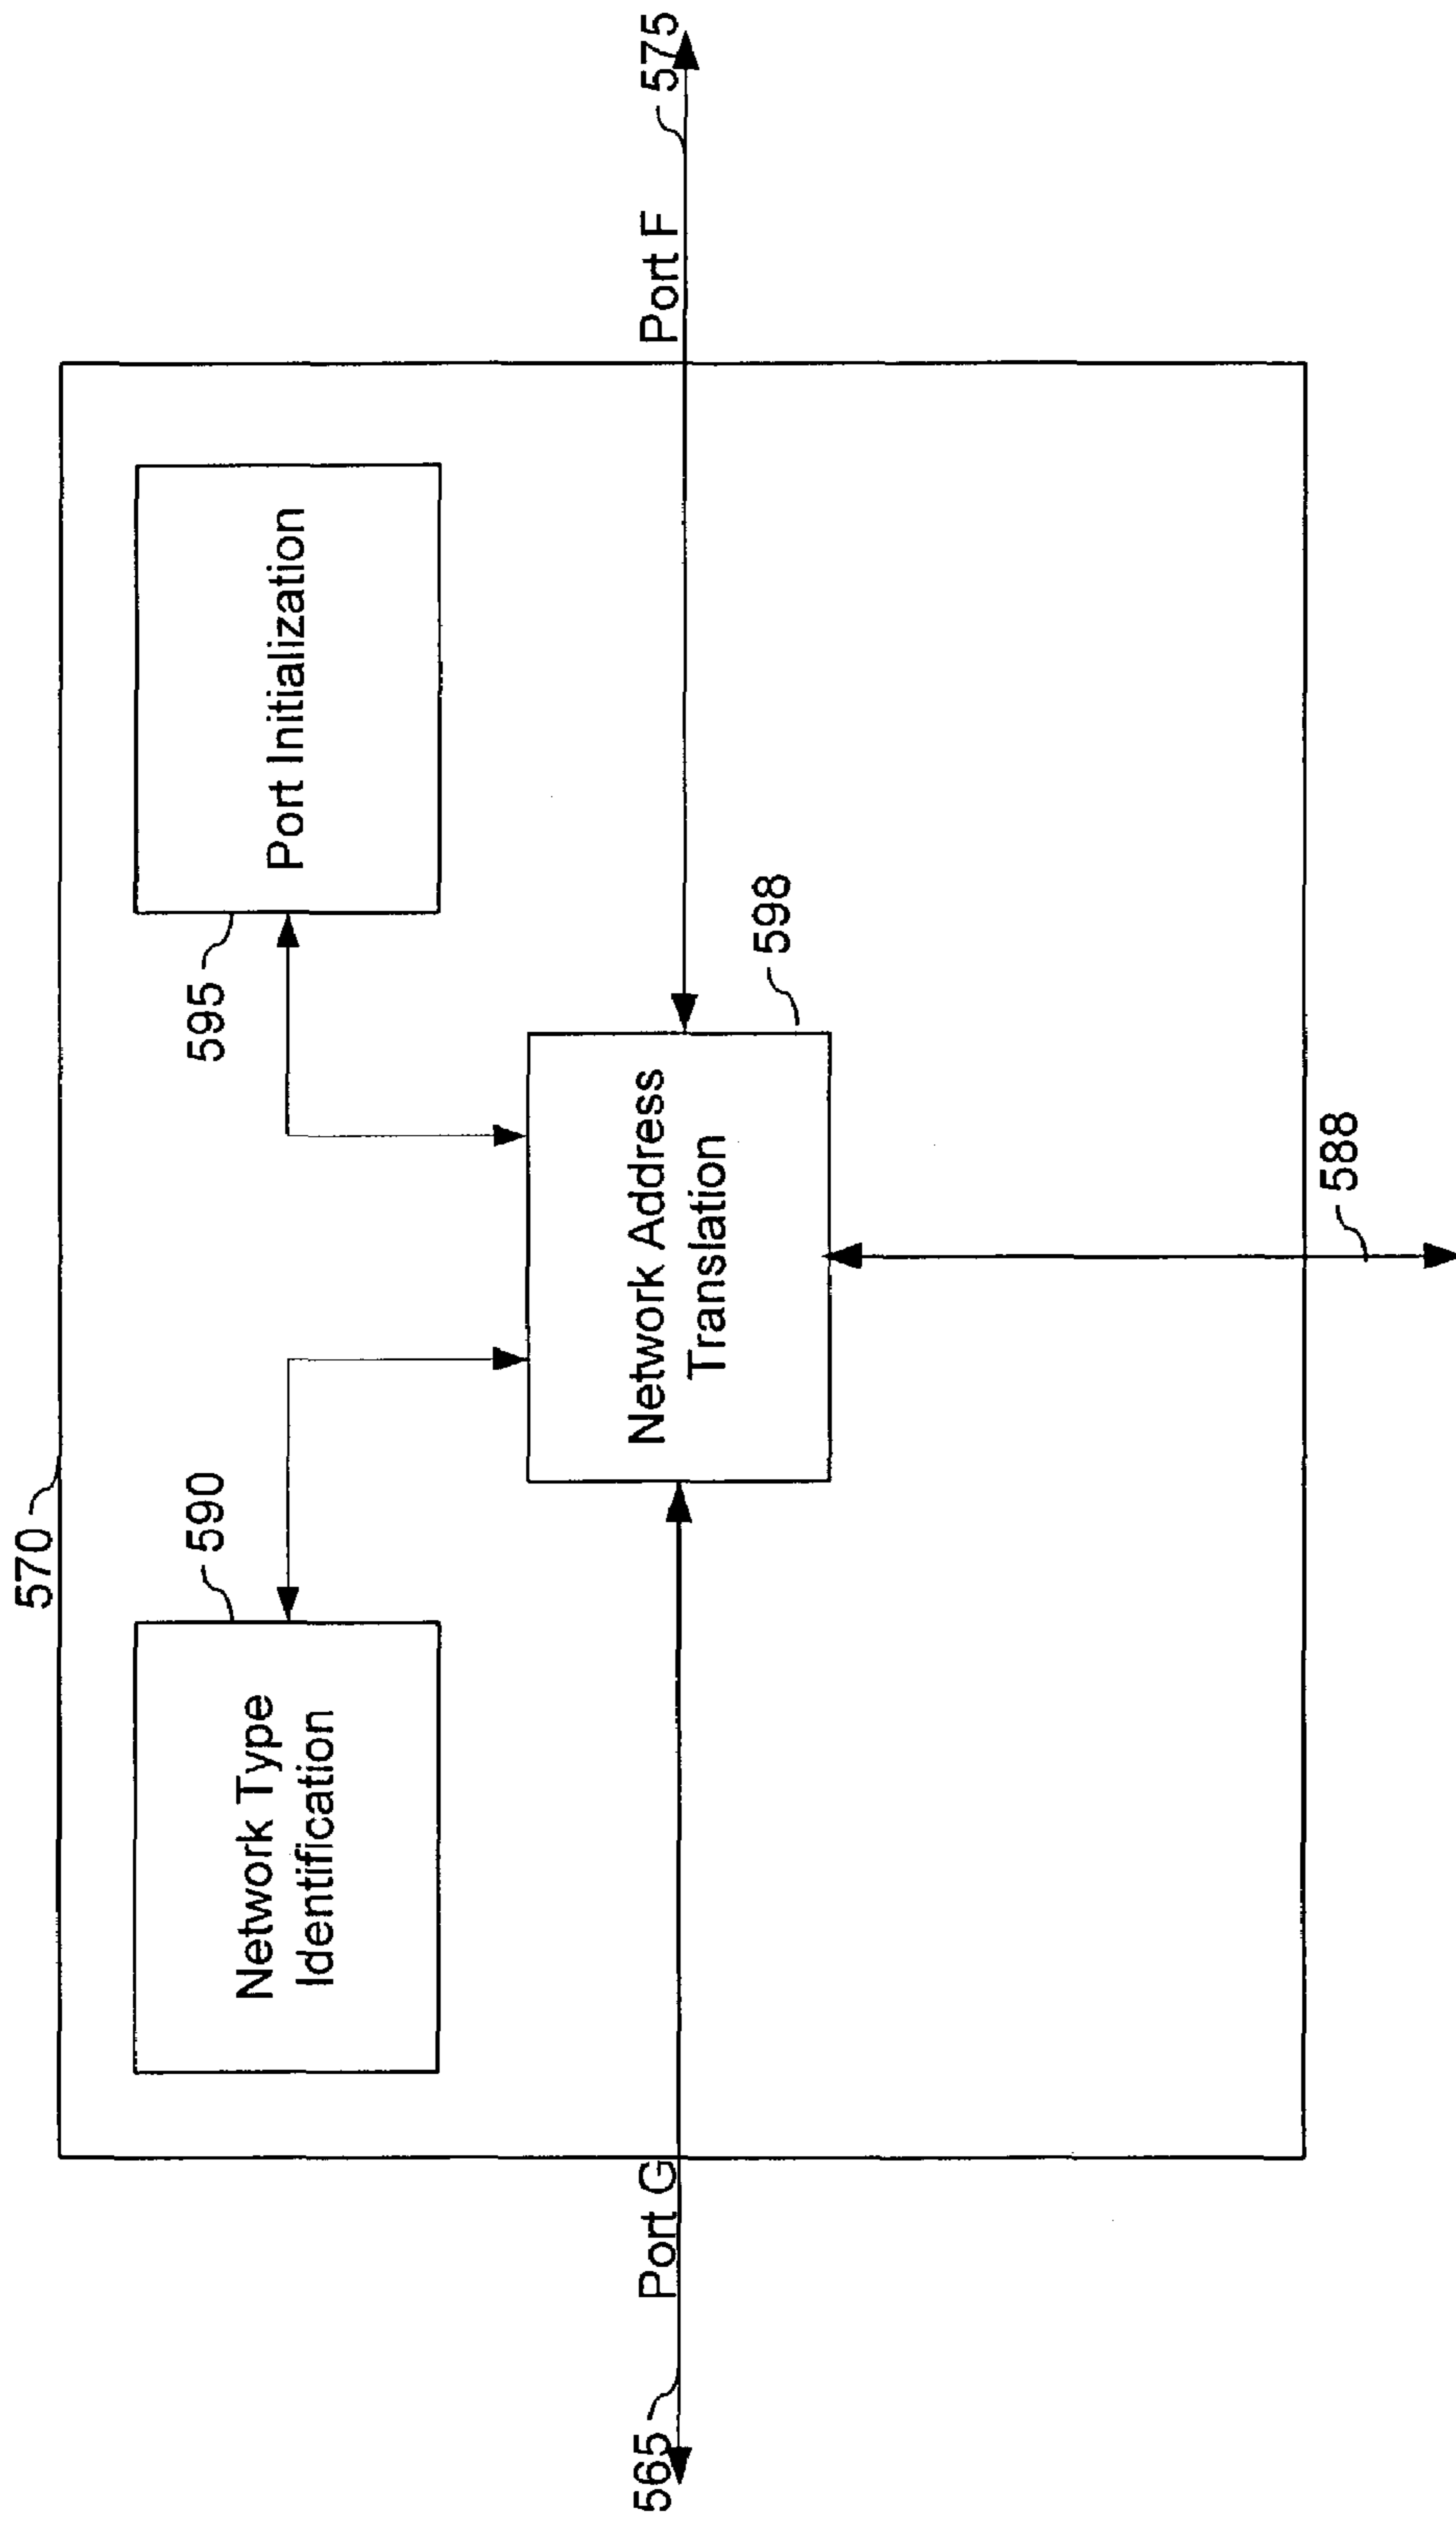 570
590
Network Type
Identification
595
Port Initialization
565
Port G
Network Address
Translation
598
Port F
575
588